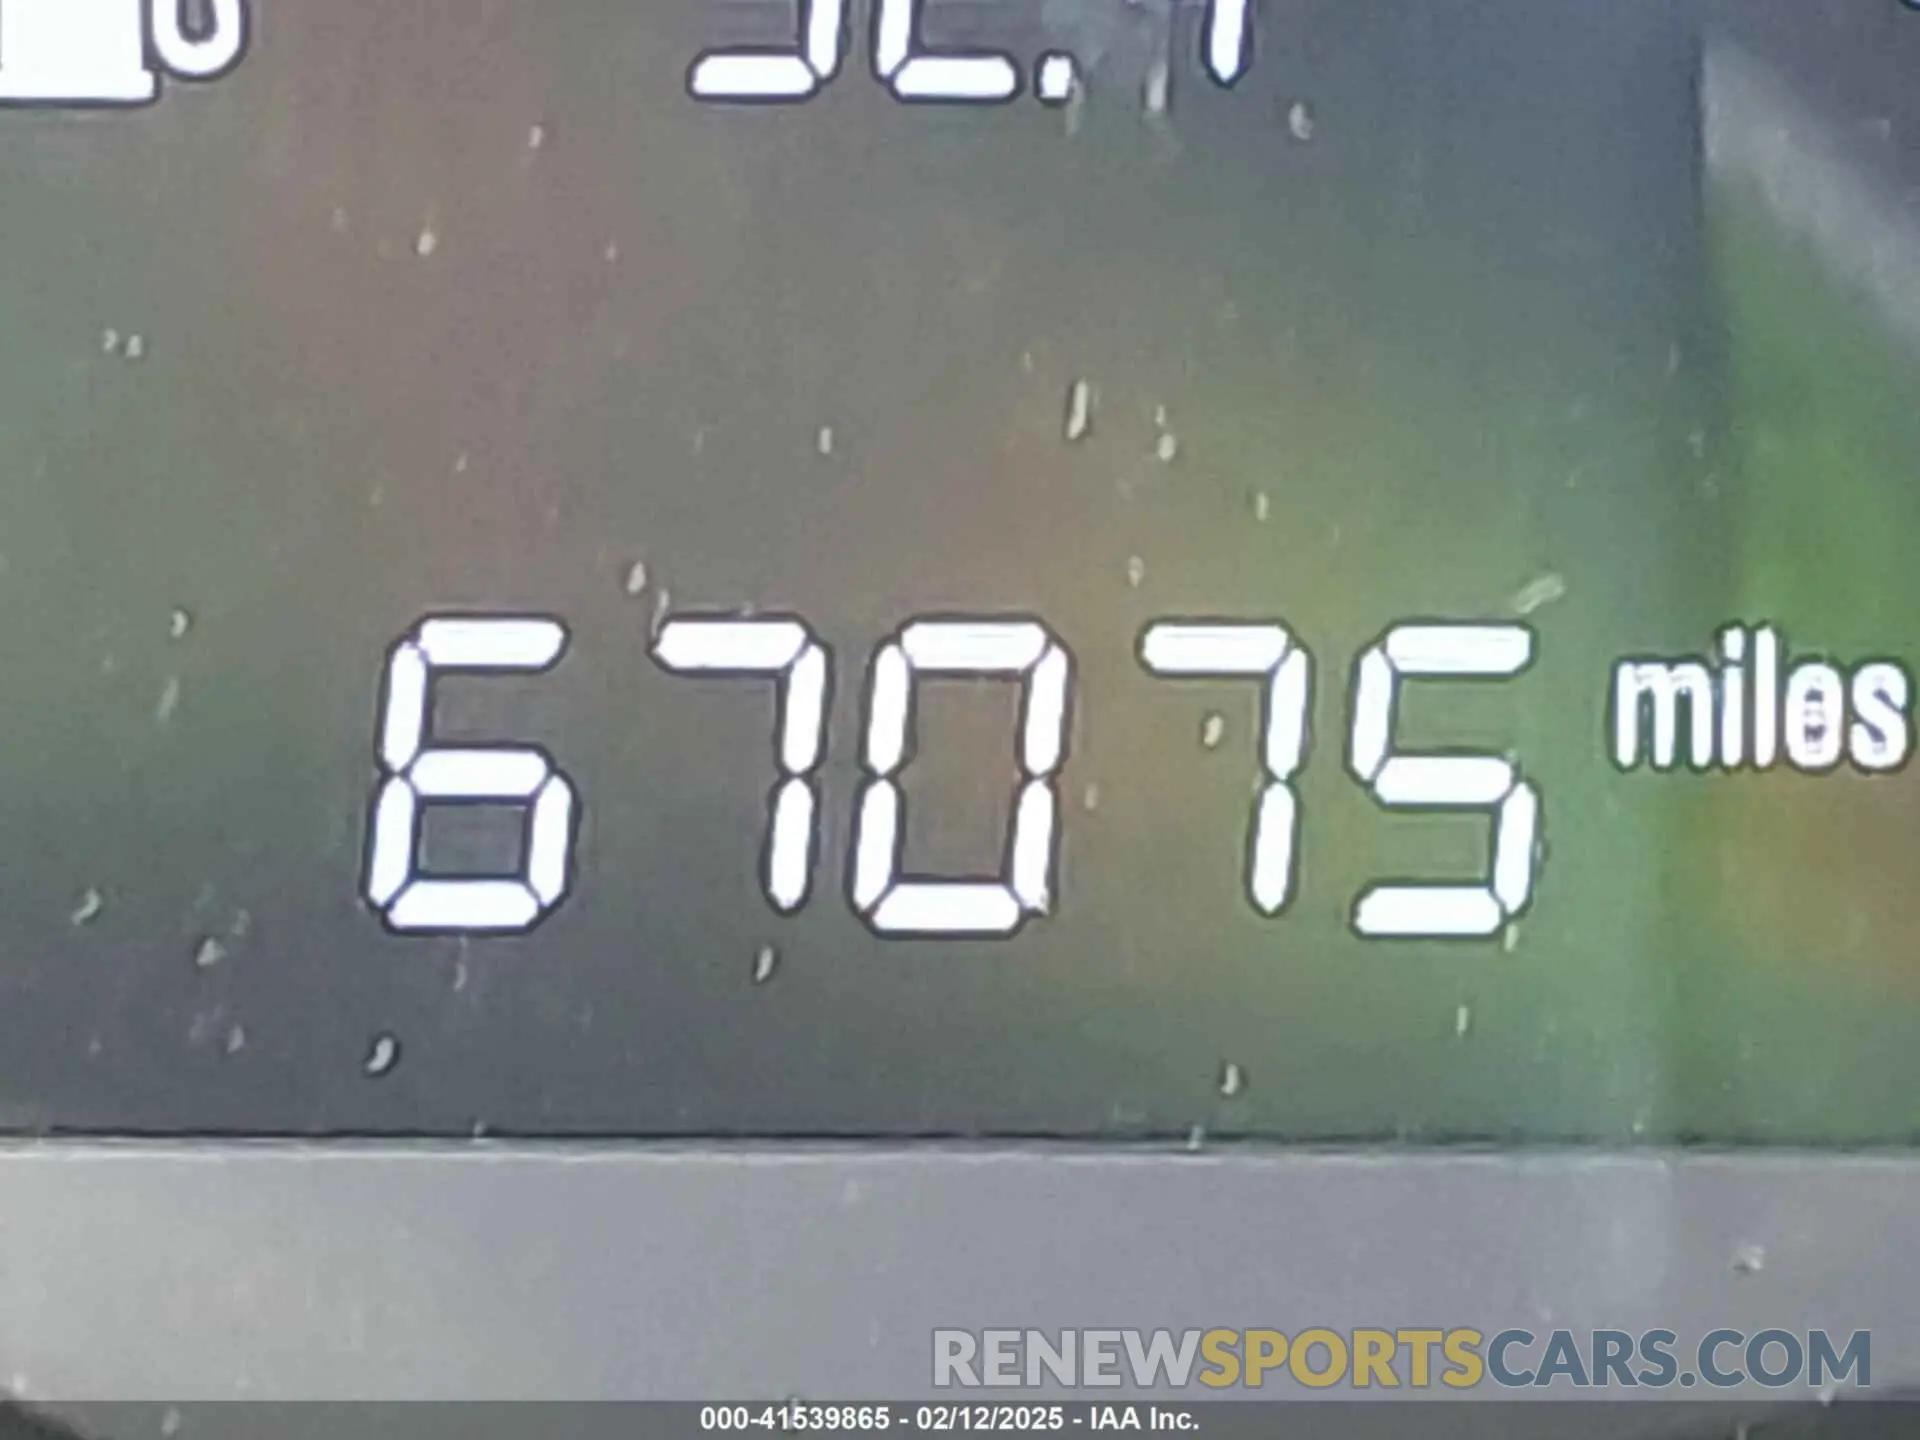 67075 miles
RENEWSPORTSCARS.COM
000-41539865 - 02/12/2025 - IAA Inc.